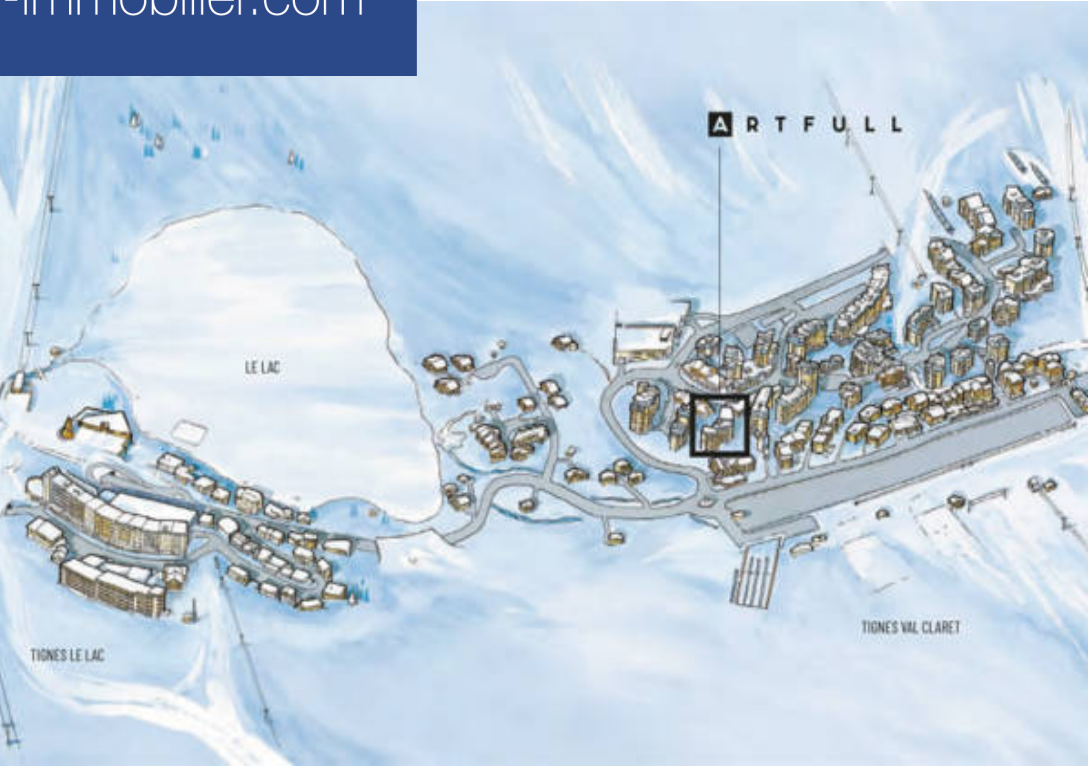 -immobilier.com
ARTFULL
LE LAC
TIGNES VAL CLARET
TIGNES LE LAC